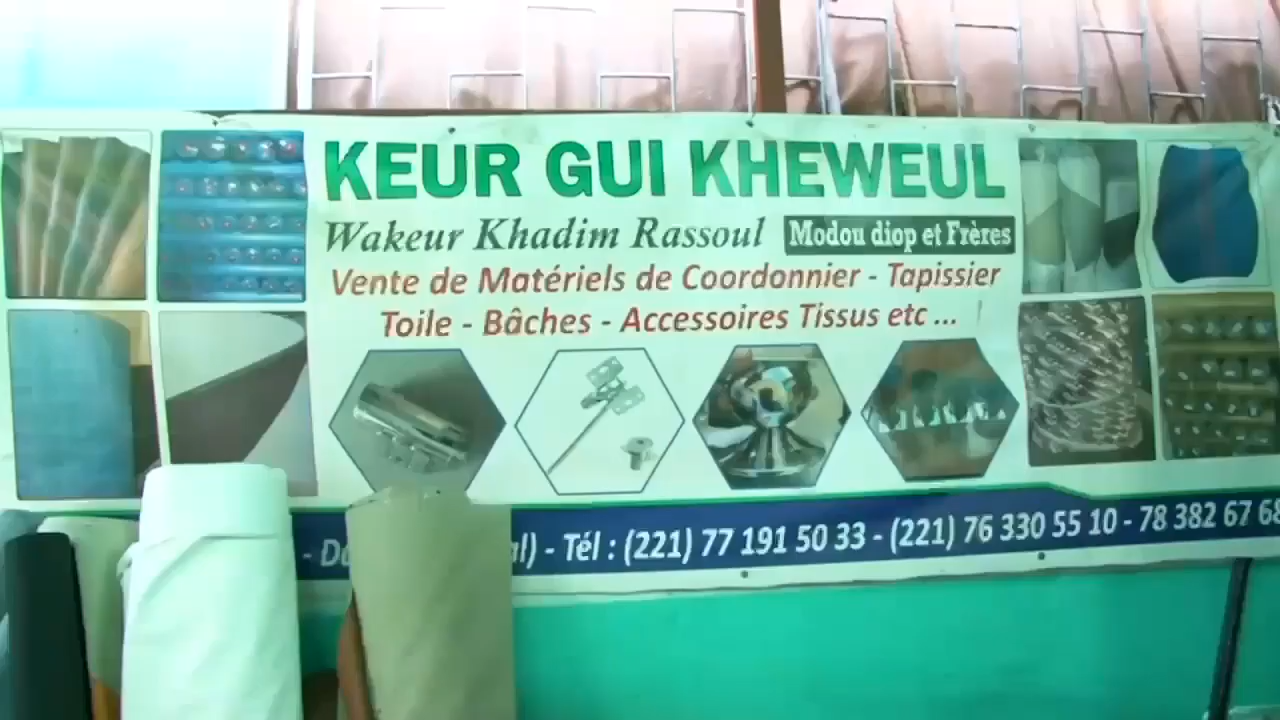 KEUR GUI KHEWEUL
Wakeur Khadim Rassoul Modou diop et Frères
Vente de Matériels de Coordonnier - Tapissier
Toile - Bâches - Accessoires Tissus etc ...
- Tél : (221) 77 191 50 33 - (221) 76 330 55 10 - 78 382 67 68